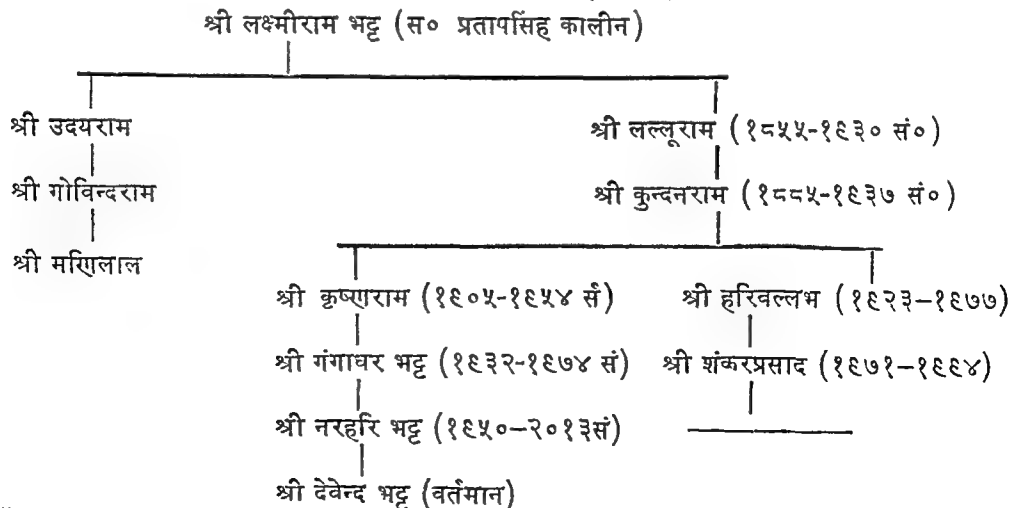 श्री लक्ष्मीराम भट्ट (स० प्रतापसिंह कालीन)
श्री उदयराम श्री लल्लूराम (१८५५-१९३० सं०)
श्री गोविन्दराम श्री कुन्दनराम (१८८५-१९३७ सं०)
श्री मणिलाल
श्री कृष्णराम (१९०५-१९५४ सं) श्री हरिवल्लभ (१९२३–१९७७)
श्री गंगाधर भट्ट (१९३२-१९७४ सं) श्री शंकरप्रसाद (१९७१–१९९४)
श्री नरहरि भट्ट (१९५०–२०१३सं)
श्री देवेन्द भट्ट (वर्तमान)